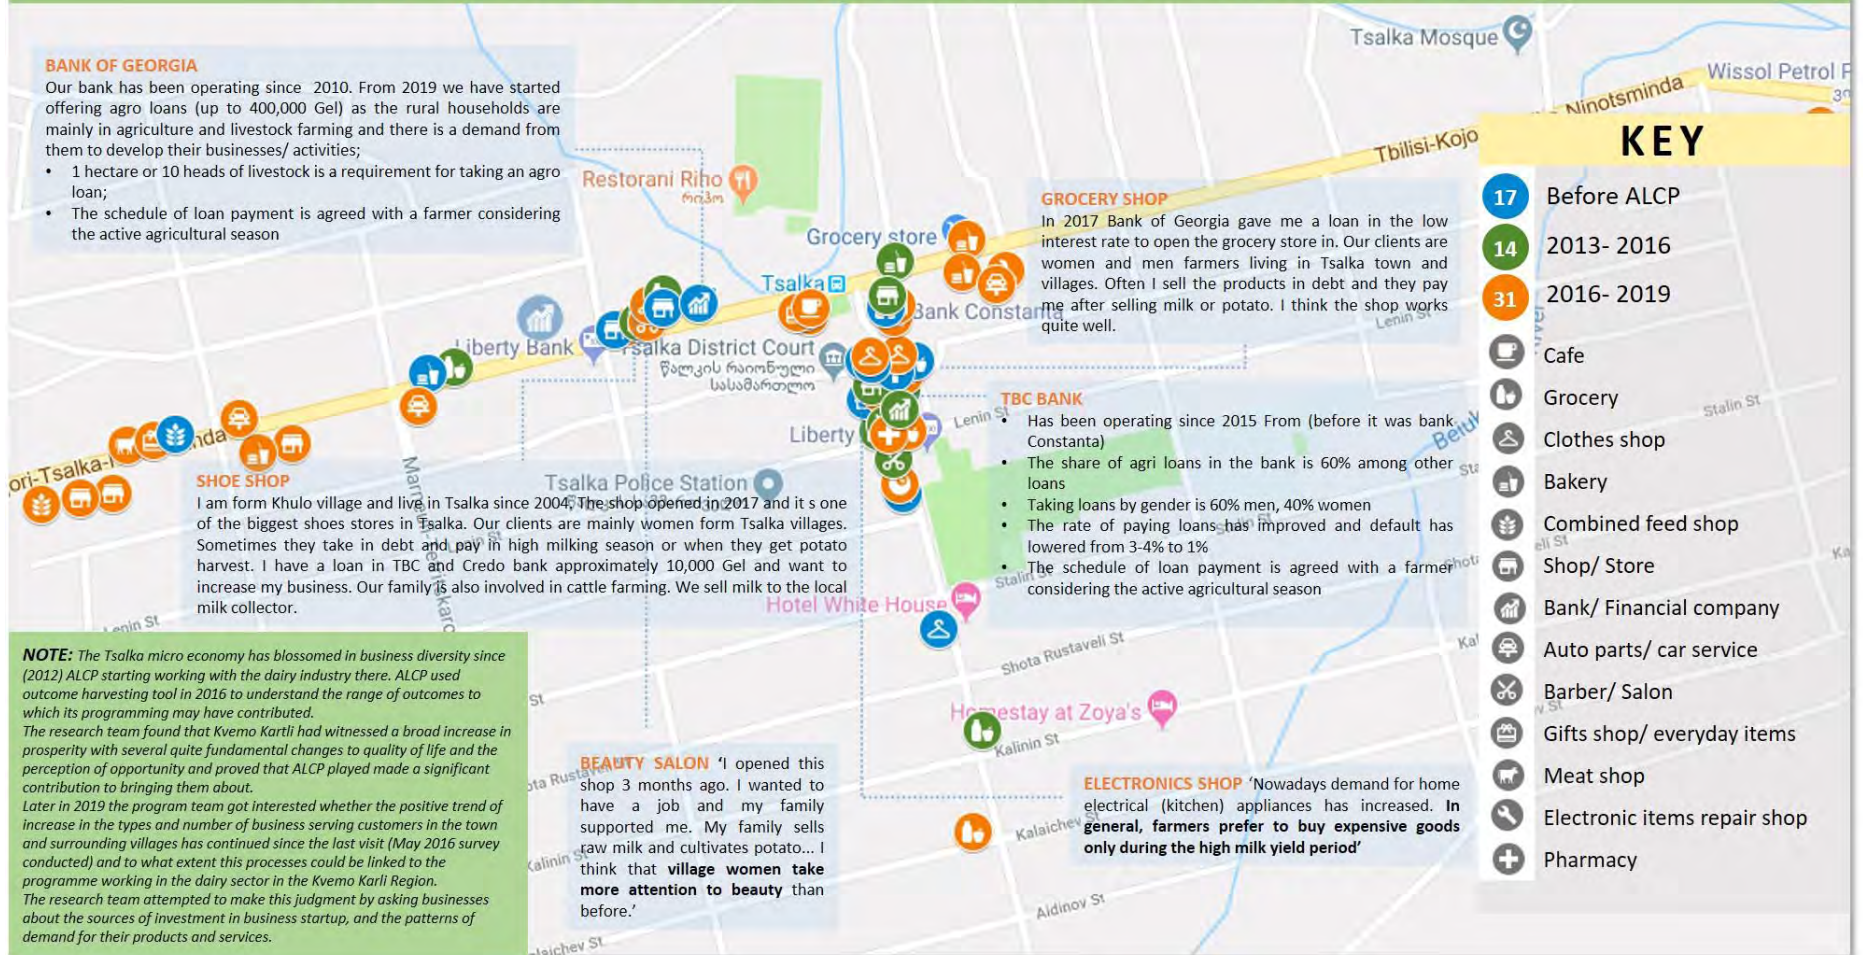 Tsalka Mosque
Wissol Petrol
Ninotsminda
Tbilisi-Kojo
BANK OF GEORGIA
Our bank has been operating since 2010. From 2019 we have started
offering agro loans (up to 400,000 Gel) as the rural households are
mainly in agriculture and livestock farming and there is a demand from
them to develop their businesses/ activities;
• 1 hectare or 10 heads of livestock is a requirement for taking an agro
loan;
• The schedule of loan payment is agreed with a farmer considering
the active agricultural season
Restorani Riho
რიჰო
Grocery store
Tsalka
Bank Constanta
Liberty Bank
Tsalka District Court
წალკის რაიონული
სასამართლო
Liberty
Lenin St
Lenin St
GROCERY SHOP
In 2017 Bank of Georgia gave me a loan in the low
interest rate to open the grocery store in. Our clients are
women and men farmers living in Tsalka town and
villages. Often I sell the products in debt and they pay
me after selling milk or potato. I think the shop works
quite well.
TBC BANK
• Has been operating since 2015 From (before it was bank
Constanta)
• The share of agri loans in the bank is 60% among other
loans
• Taking loans by gender is 60% men, 40% women
• The rate of paying loans has improved and default has
lowered from 3-4% to 1%
• The schedule of loan payment is agreed with a farmer
considering the active agricultural season
ori-Tsalka-
nda
SHOE SHOP
I am form Khulo village and live in Tsalka since 2004, The shop opened in 2017 and it s one
of the biggest shoes stores in Tsalka. Our clients are mainly women form Tsalka villages.
Sometimes they take in debt and pay in high milking season or when they get potato
harvest. I have a loan in TBC and Credo bank approximately 10,000 Gel and want to
increase my business. Our family is also involved in cattle farming. We sell milk to the local
milk collector.
Tsalka Police Station
Lenin St
Lenin St
Stalin St
Stalin St
Hotel White House
Shota Rustaveli St
Homestay at Zoya's
Kalinin St
Kalinin St
Kalaichev St
Aidinov St
NOTE: The Tsalka micro economy has blossomed in business diversity since
(2012) ALCP starting working with the dairy industry there. ALCP used
outcome harvesting tool in 2016 to understand the range of outcomes to
which its programming may have contributed.
The research team found that Kvemo Kartli had witnessed a broad increase in
prosperity with several quite fundamental changes to quality of life and the
perception of opportunity and proved that ALCP played made a significant
contribution to bringing them about.
Later in 2019 the program team got interested whether the positive trend of
increase in the types and number of business serving customers in the town
and surrounding villages has continued since the last visit (May 2016 survey
conducted) and to what extent this processes could be linked to the
programme working in the dairy sector in the Kvemo Karli Region.
The research team attempted to make this judgment by asking businesses
about the sources of investment in business startup, and the patterns of
demand for their products and services.
BEAUTY SALON 'I opened this
shop 3 months ago. I wanted to
have a job and my family
supported me. My family sells
raw milk and cultivates potato... I
think that village women take
more attention to beauty than
before.'
ELECTRONICS SHOP 'Nowadays demand for home
electrical (kitchen) appliances has increased. In
general, farmers prefer to buy expensive goods
only during the high milk yield period'
KEY
17 Before ALCP
14 2013- 2016
31 2016- 2019
Cafe
Grocery
Clothes shop
Bakery
Combined feed shop
Shop/ Store
Bank/ Financial company
Auto parts/ car service
Barber/ Salon
Gifts shop/ everyday items
Meat shop
Electronic items repair shop
Pharmacy
Stalin St